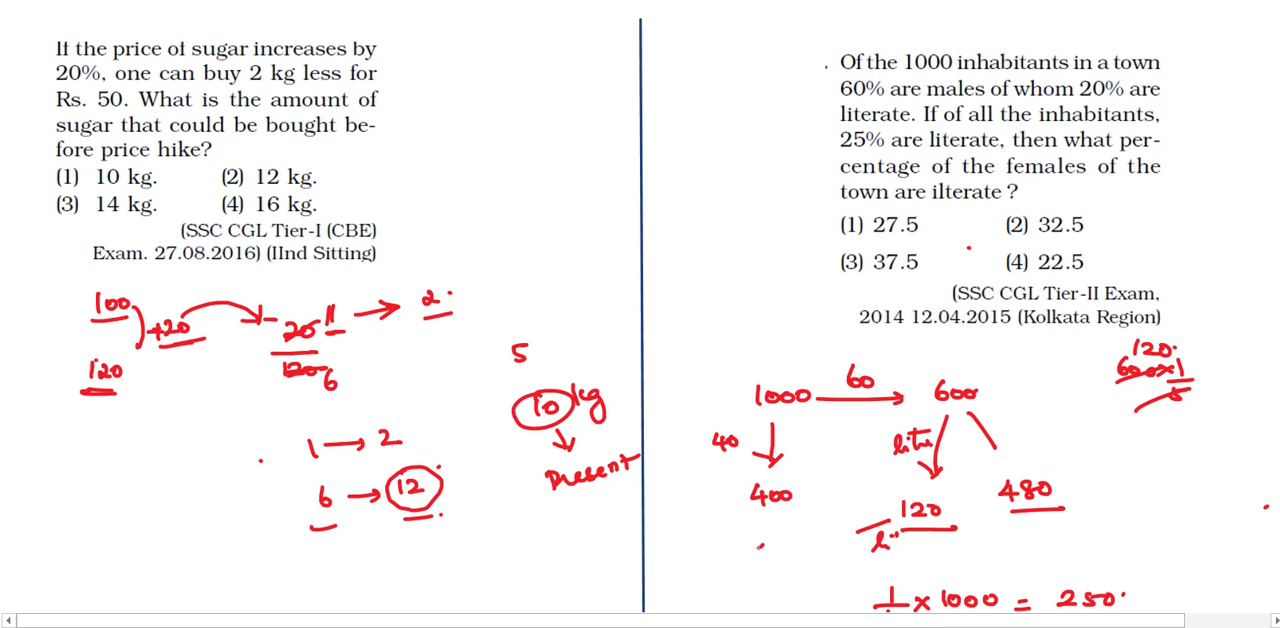 If the price of sugar increases by
20%, one can buy 2 kg less for
Rs. 50. What is the amount of
sugar that could be bought be-
fore price hike?
(1) 10 kg. (2) 12 kg.
(3) 14 kg. (4) 16 kg.
(SSC CGL Tier-I (CBE)
Exam. 27.08.2016) (IInd Sitting)
100
+20
120
20 1
120 6
→ 2
1 → 2
6 → 12
5
10 kg
Present
Of the 1000 inhabitants in a town
60% are males of whom 20% are
literate. If of all the inhabitants,
25% are literate, then what per-
centage of the females of the
town are ilterate ?
(1) 27.5 (2) 32.5
(3) 37.5 (4) 22.5
(SSC CGL Tier-II Exam,
2014 12.04.2015 (Kolkata Region)
120
600×1
5
1000 60 → 600
40
400
120
480
1 × 1000 = 250